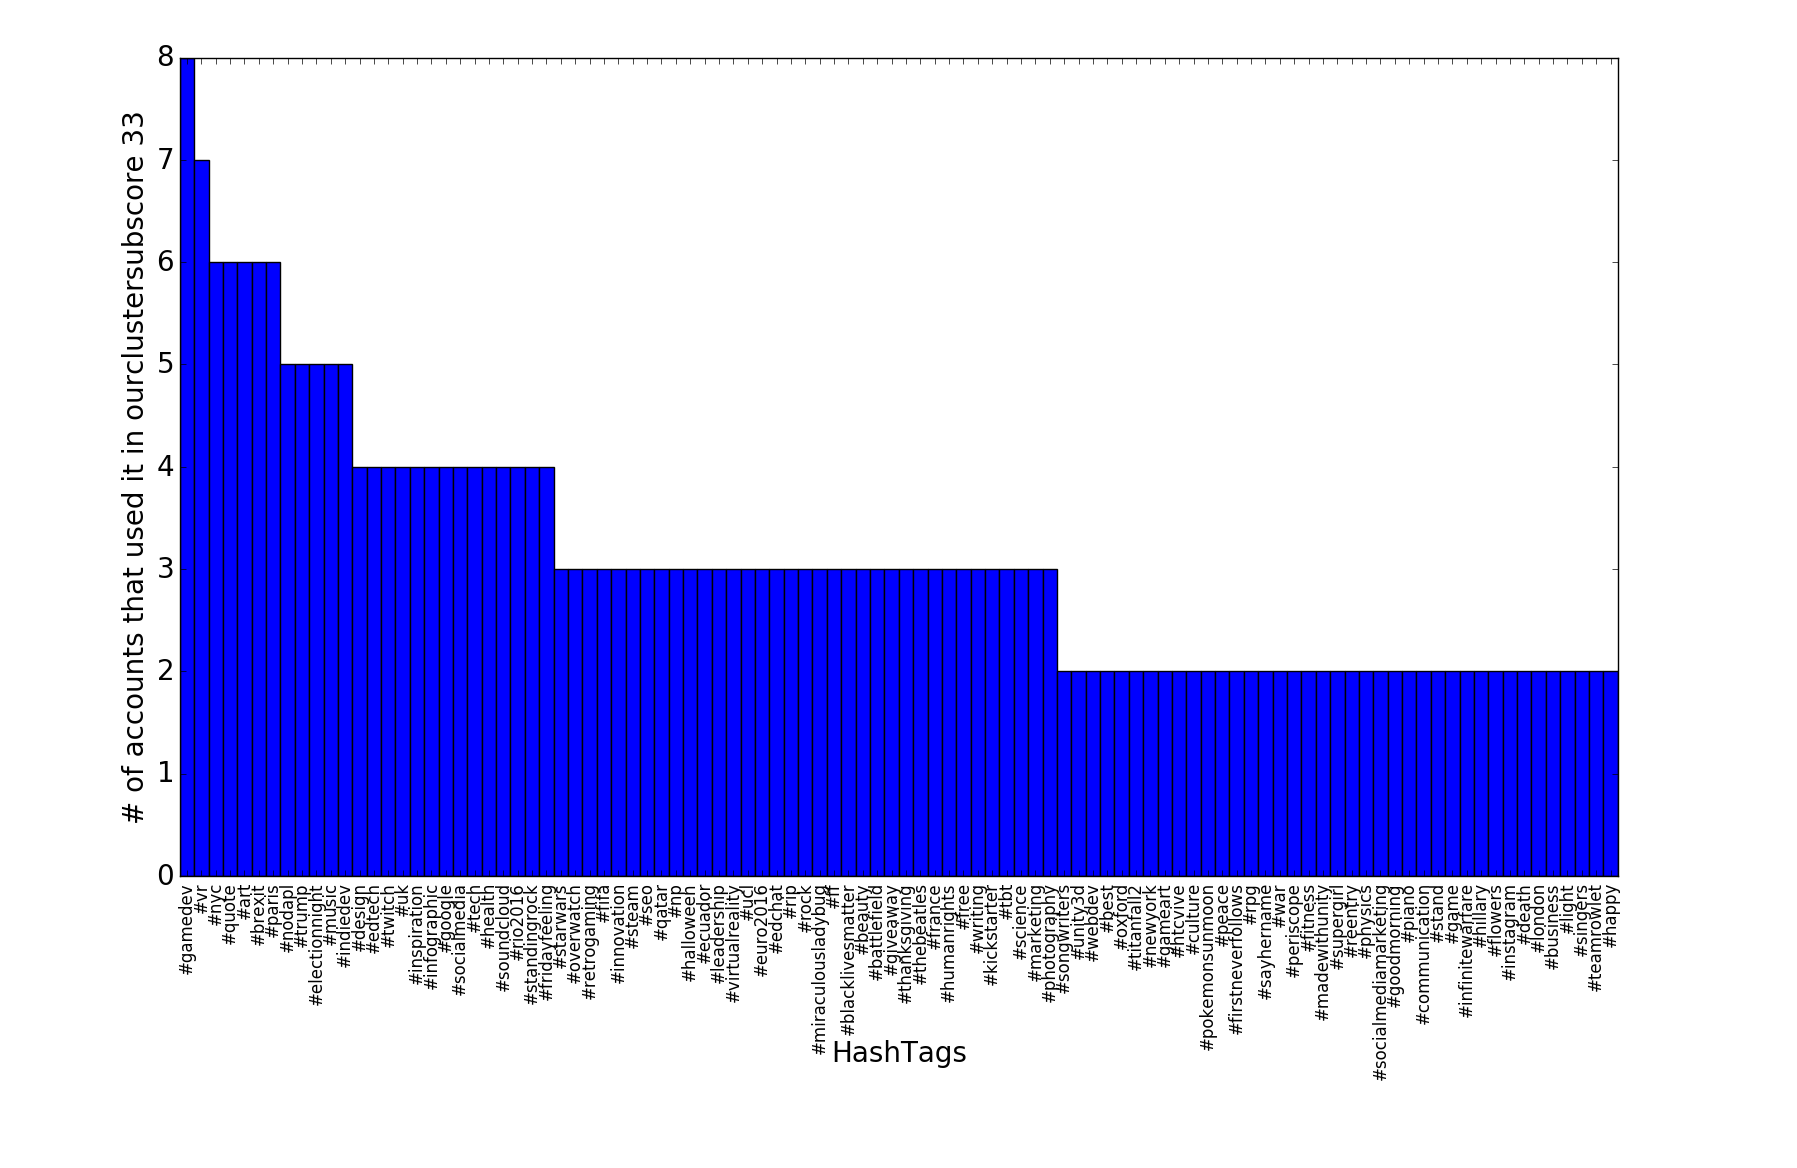 # of accounts that used it in ourclustersubscore 33
8
7
6
5
4
3
2
1
0
#gamedev
#vr
#nyc
#quote
#art
#brexit
#paris
#nodapl
#trump
#electionnight
#music
#indiedev
#design
#edtech
#twitch
#uk
#inspiration
#infographic
#google
#socialmedia
#tech
#health
#soundcloud
#rio2016
#standingrock
#fridayfeeling
#starwars
#overwatch
#retrogaming
#fifa
#innovation
#stream
#seo
#qatar
#np
#halloween
#ecuador
#leadership
#virtualreality
#ucl
#euro2016
#edchat
#rip
#rock
#miraculousladybug
#ff
#blacklivesmatter
#beauty
#battlefield
#giveaway
#thanksgiving
#thebeatles
#france
#humanrights
#free
#writing
#kickstarter
#tbt
#science
#marketing
#photography
#songwriters
#unity3d
#webdev
#best
#oxford
#titanfall2
#newyork
#gameart
#htcvive
#culture
#pokemonsunmoon
#peace
#firstneverfollows
#rpg
#sayhername
#war
#periscope
#fitness
#madewithunity
#supergirl
#reentry
#physics
#socialmediamarketing
#goodmorning
#piano
#communication
#stand
#game
#infinitewarfare
#hillary
#flowers
#instagram
#death
#london
#business
#light
#singers
#teamrowlet
#happy
HashTags